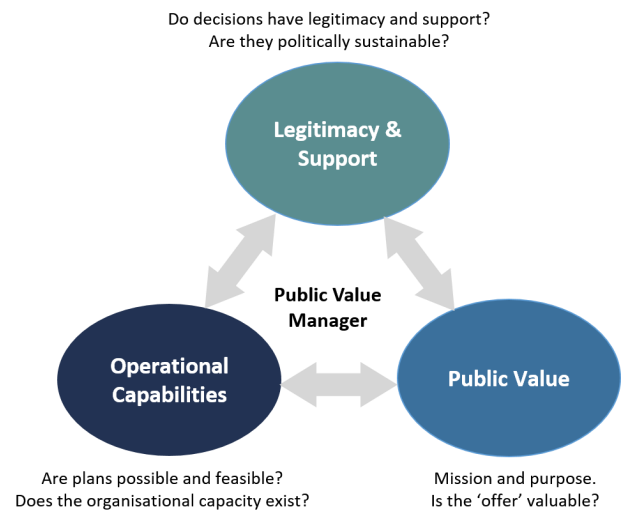 Do decisions have legitimacy and support?
Are they politically sustainable?
Legitimacy &
Support
Public Value
Manager
Operational
Capabilities
Public Value
Are plans possible and feasible?
Does the organisational capacity exist?
Mission and purpose.
Is the ‘offer’ valuable?